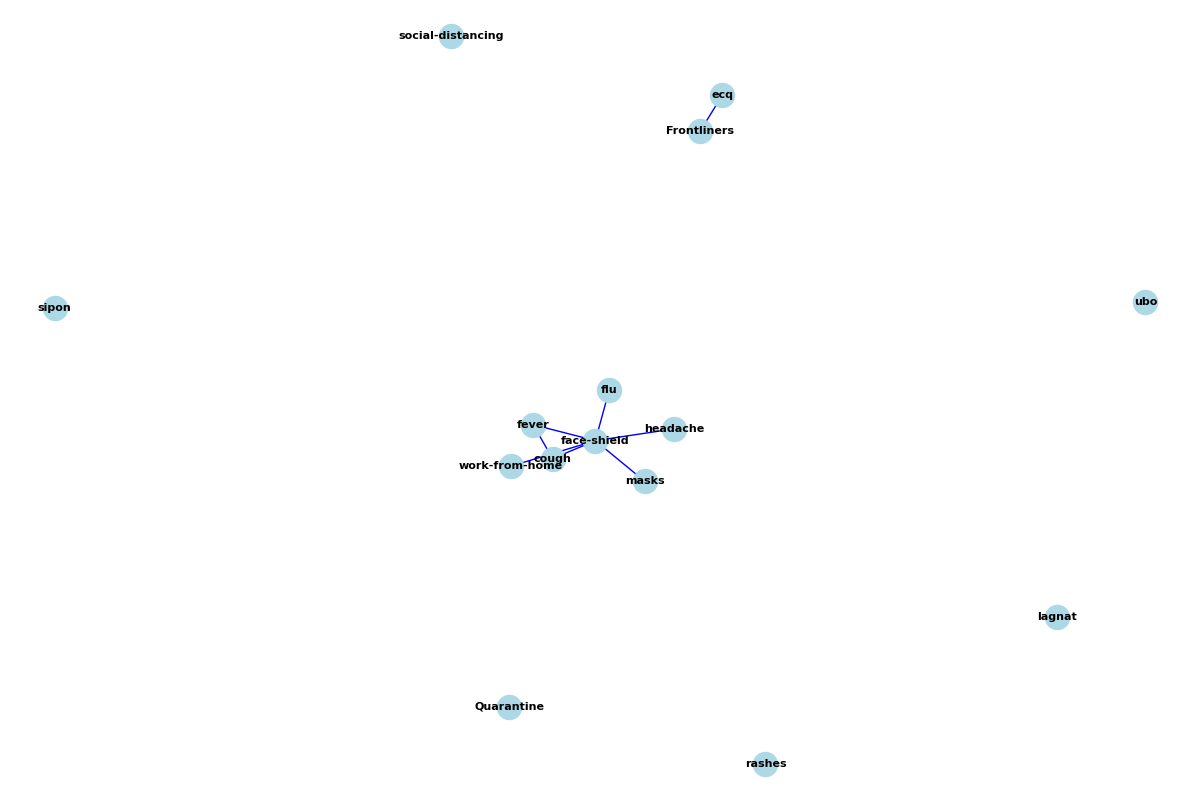 social-distancing
ecq
Frontliners
ubo
sipon
flu
fever
headache
face-shield
cough
work-from-home
masks
lagnat
Quarantine
rashes